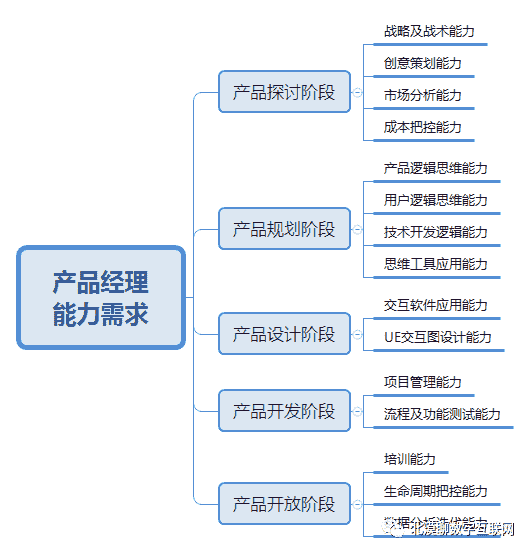 产品经理
能力需求
产品探讨阶段
战略及战术能力
创意策划能力
市场分析能力
成本把控能力
产品规划阶段
产品逻辑思维能力
用户逻辑思维能力
技术开发逻辑能力
思维工具应用能力
产品设计阶段
交互软件应用能力
UE交互图设计能力
产品开发阶段
项目管理能力
流程及功能测试能力
产品开放阶段
培训能力
生命周期把控能力
数字互联网